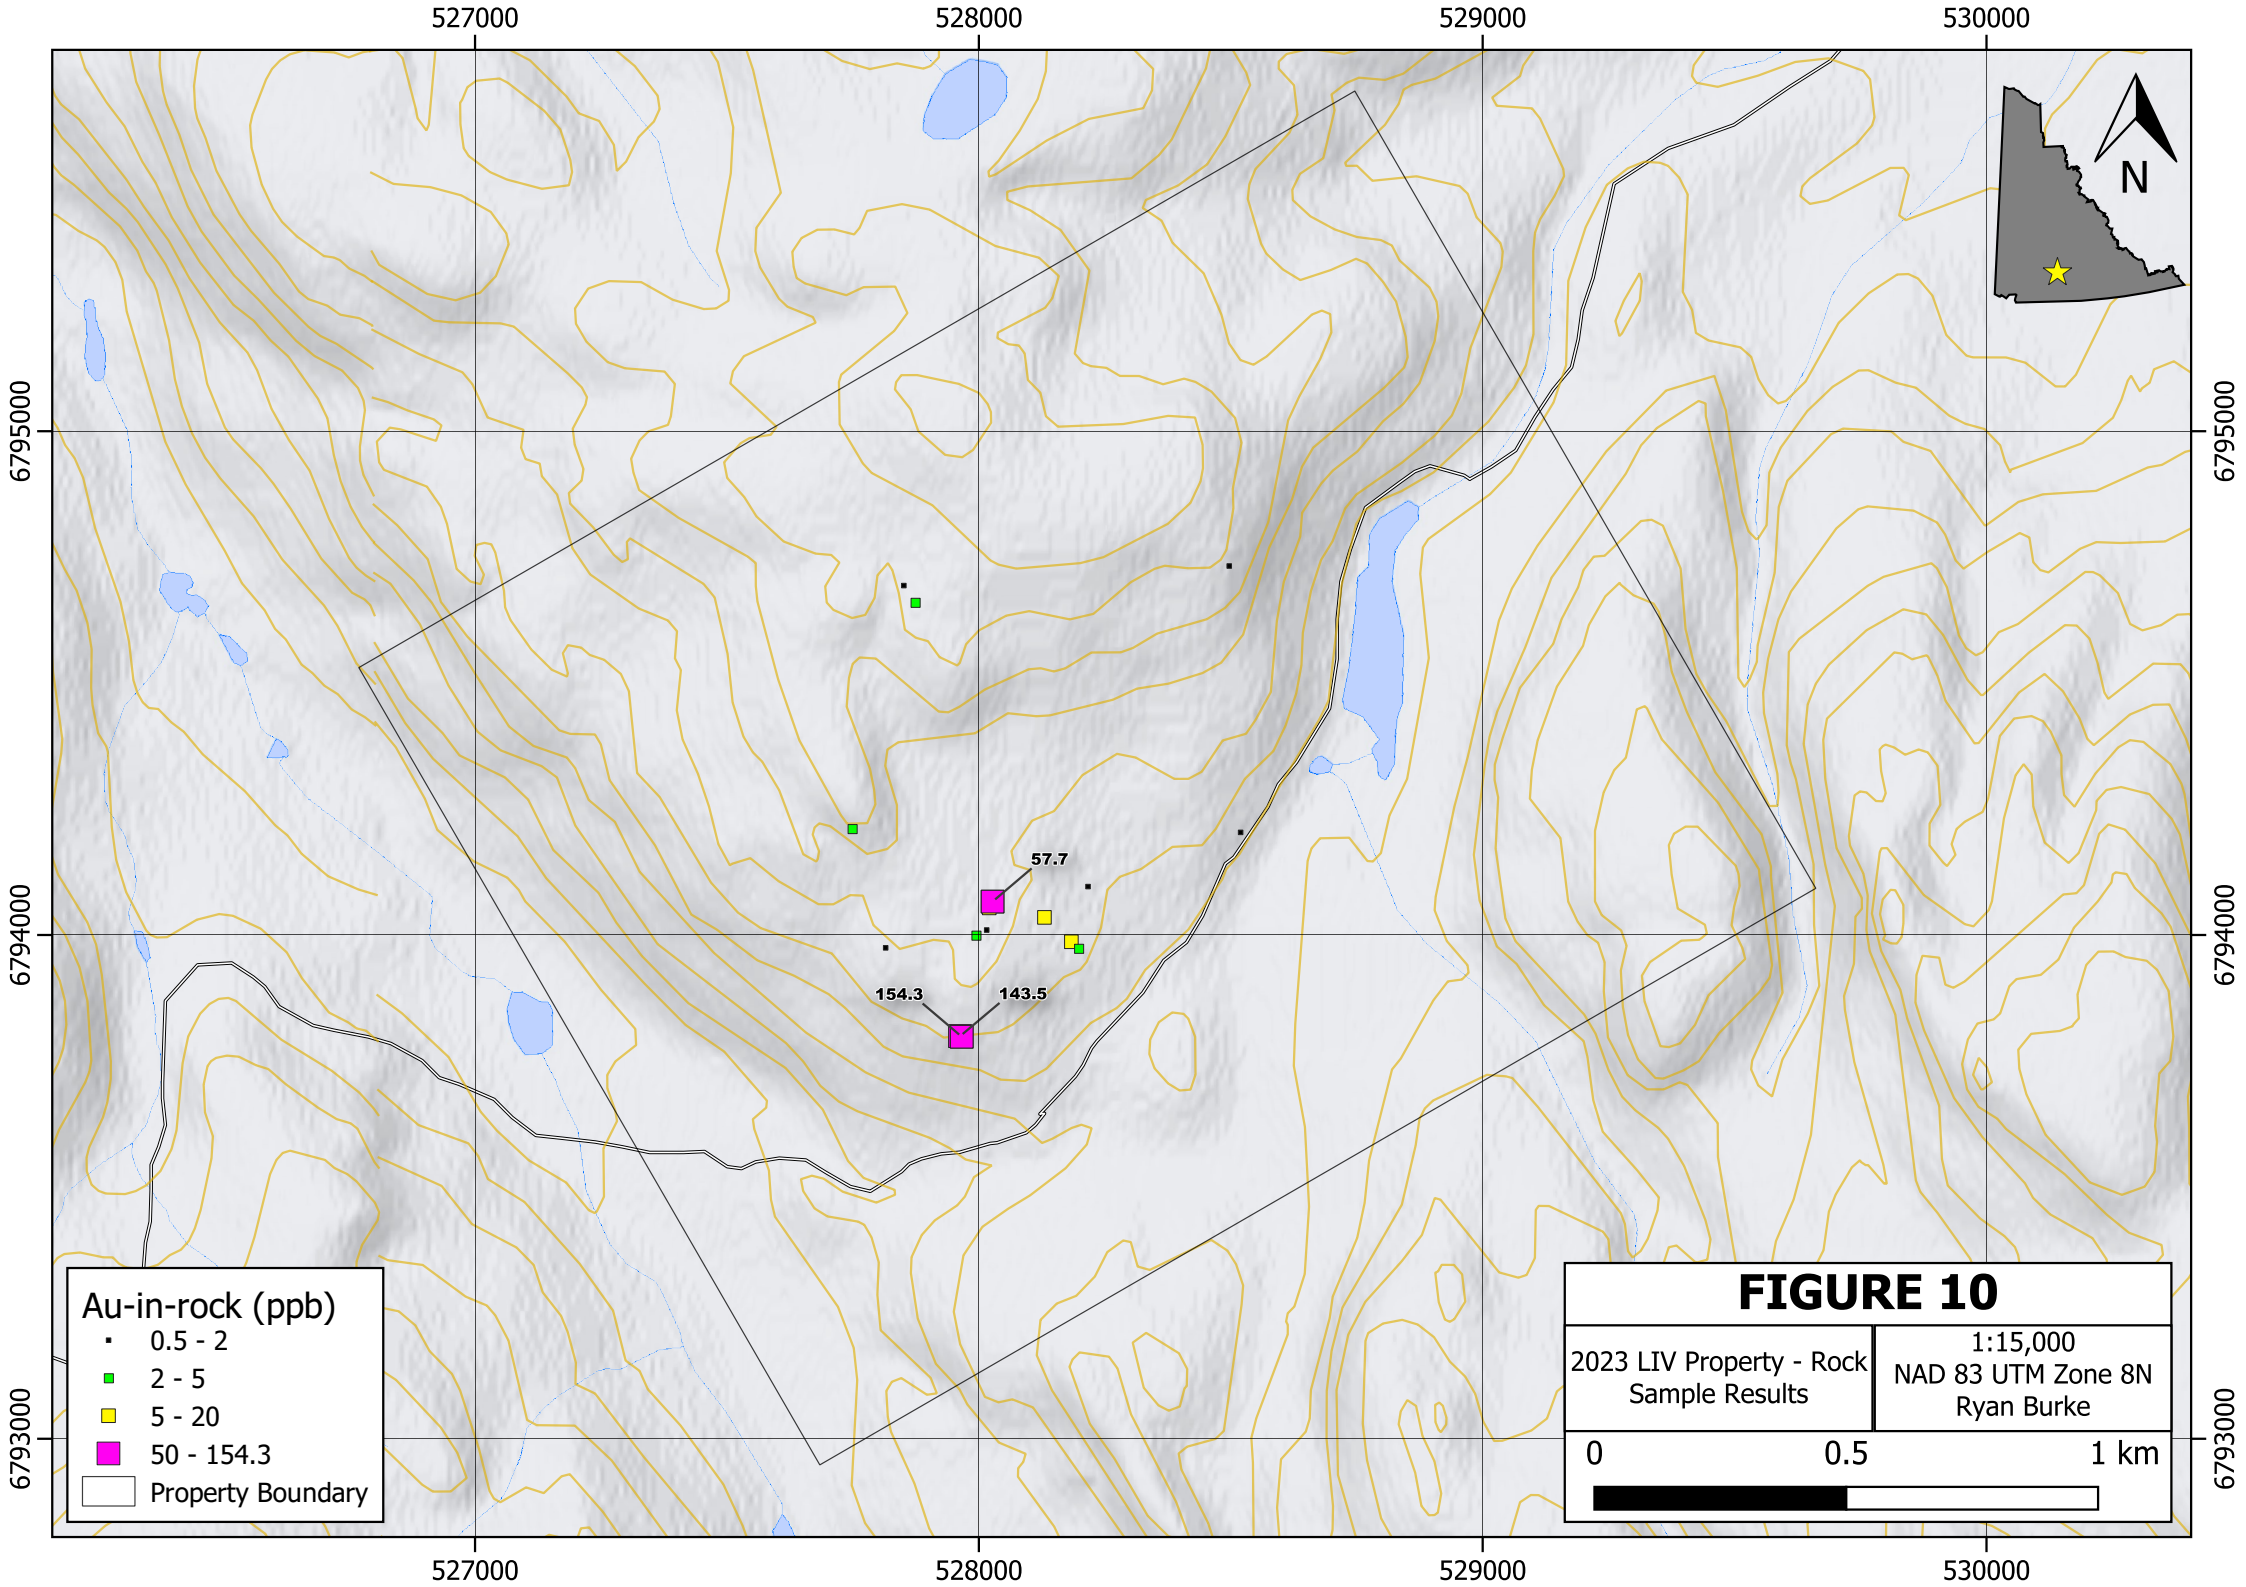 527000
528000
529000
530000
N
6795000
6795000
57.7
6794000
6794000
154.3
143.5
Au-in-rock (ppb)
0.5 - 2
2 - 5
5 - 20
50 - 154.3
Property Boundary
FIGURE 10
2023 LIV Property - Rock
Sample Results
1:15,000
NAD 83 UTM Zone 8N
Ryan Burke
0
0.5
1 km
6793000
6793000
527000
528000
529000
530000